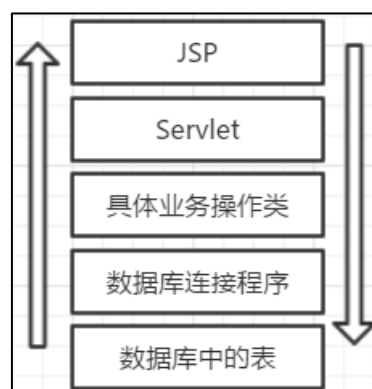 JSP
Servlet
具体业务操作类
数据库连接程序
数据库中的表